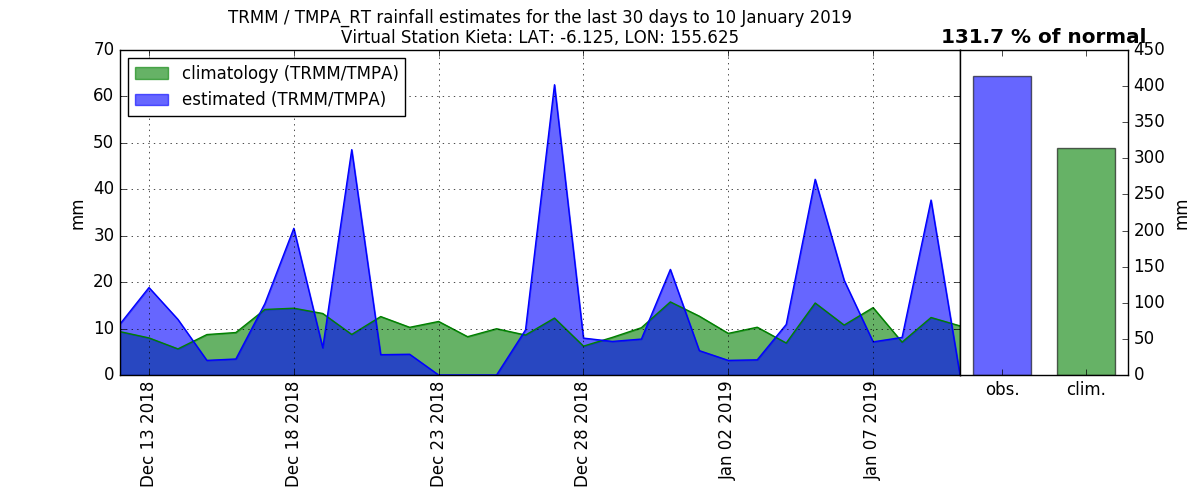 TRMM / TMPA_RT rainfall estimates for the last 30 days to 10 January 2019
Virtual Station Kieta: LAT: -6.125, LON: 155.625
131.7 % of normal
climatology (TRMM/TMPA)
estimated (TRMM/TMPA)
70
60
50
40
30
20
10
0
mm
Dec 13 2018
Dec 18 2018
Dec 23 2018
Dec 28 2018
Jan 02 2019
Jan 07 2019
450
400
350
300
250
200
150
100
50
0
mm
obs.
clim.